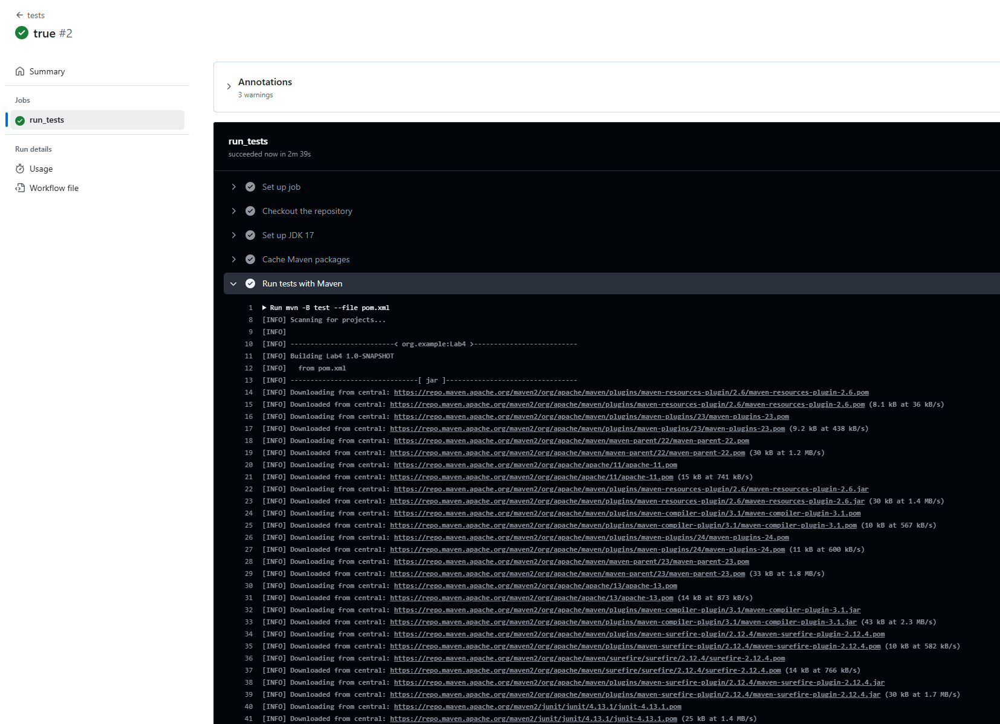 tests
true #2
Summary
Jobs
run_tests
Run details
Usage
Workflow file
Annotations
3 warnings
run_tests
succeeded now in 2m 39s
Set up job
Checkout the repository
Set up JDK 17
Cache Maven packages
Run tests with Maven
1 Run mvn -B test --file pom.xml
8 [INFO] Scanning for projects...
9 [INFO]
10 [INFO] --------------------------< org.example:Lab4 >--------------------------
11 [INFO] Building Lab4 1.0-SNAPSHOT
12 [INFO]   from pom.xml
13 [INFO] --------------------------------[ jar ]---------------------------------
14 [INFO] Downloading from central: https://repo.maven.apache.org/maven2/org/apache/maven/plugins/maven-resources-plugin/2.6/maven-resources-plugin-2.6.pom
15 [INFO] Downloaded from central: https://repo.maven.apache.org/maven2/org/apache/maven/plugins/maven-resources-plugin/2.6/maven-resources-plugin-2.6.pom (8.1 kB at 36 kB/s)
16 [INFO] Downloading from central: https://repo.maven.apache.org/maven2/org/apache/maven/plugins/maven-plugins/23/maven-plugins-23.pom
17 [INFO] Downloaded from central: https://repo.maven.apache.org/maven2/org/apache/maven/plugins/maven-plugins/23/maven-plugins-23.pom (9.2 kB at 438 kB/s)
18 [INFO] Downloading from central: https://repo.maven.apache.org/maven2/org/apache/maven/maven-parent/22/maven-parent-22.pom
19 [INFO] Downloaded from central: https://repo.maven.apache.org/maven2/org/apache/maven/maven-parent/22/maven-parent-22.pom (30 kB at 1.2 MB/s)
20 [INFO] Downloading from central: https://repo.maven.apache.org/maven2/org/apache/apache/11/apache-11.pom
21 [INFO] Downloaded from central: https://repo.maven.apache.org/maven2/org/apache/apache/11/apache-11.pom (15 kB at 741 kB/s)
22 [INFO] Downloading from central: https://repo.maven.apache.org/maven2/org/apache/maven/plugins/maven-resources-plugin/2.6/maven-resources-plugin-2.6.jar
23 [INFO] Downloaded from central: https://repo.maven.apache.org/maven2/org/apache/maven/plugins/maven-resources-plugin/2.6/maven-resources-plugin-2.6.jar (30 kB at 1.4 MB/s)
24 [INFO] Downloading from central: https://repo.maven.apache.org/maven2/org/apache/maven/plugins/maven-compiler-plugin/3.1/maven-compiler-plugin-3.1.pom
25 [INFO] Downloaded from central: https://repo.maven.apache.org/maven2/org/apache/maven/plugins/maven-compiler-plugin/3.1/maven-compiler-plugin-3.1.pom (10 kB at 567 kB/s)
26 [INFO] Downloading from central: https://repo.maven.apache.org/maven2/org/apache/maven/plugins/maven-plugins/24/maven-plugins-24.pom
27 [INFO] Downloaded from central: https://repo.maven.apache.org/maven2/org/apache/maven/plugins/maven-plugins/24/maven-plugins-24.pom (11 kB at 600 kB/s)
28 [INFO] Downloading from central: https://repo.maven.apache.org/maven2/org/apache/maven/maven-parent/23/maven-parent-23.pom
29 [INFO] Downloaded from central: https://repo.maven.apache.org/maven2/org/apache/maven/maven-parent/23/maven-parent-23.pom (33 kB at 1.8 MB/s)
30 [INFO] Downloading from central: https://repo.maven.apache.org/maven2/org/apache/apache/13/apache-13.pom
31 [INFO] Downloaded from central: https://repo.maven.apache.org/maven2/org/apache/apache/13/apache-13.pom (14 kB at 873 kB/s)
32 [INFO] Downloading from central: https://repo.maven.apache.org/maven2/org/apache/maven/plugins/maven-compiler-plugin/3.1/maven-compiler-plugin-3.1.jar
33 [INFO] Downloaded from central: https://repo.maven.apache.org/maven2/org/apache/maven/plugins/maven-compiler-plugin/3.1/maven-compiler-plugin-3.1.jar (43 kB at 2.3 MB/s)
34 [INFO] Downloading from central: https://repo.maven.apache.org/maven2/org/apache/maven/plugins/maven-surefire-plugin/2.12.4/maven-surefire-plugin-2.12.4.pom
35 [INFO] Downloaded from central: https://repo.maven.apache.org/maven2/org/apache/maven/plugins/maven-surefire-plugin/2.12.4/maven-surefire-plugin-2.12.4.pom (10 kB at 582 kB/s)
36 [INFO] Downloading from central: https://repo.maven.apache.org/maven2/org/apache/maven/surefire/surefire/2.12.4/surefire-2.12.4.pom
37 [INFO] Downloaded from central: https://repo.maven.apache.org/maven2/org/apache/maven/surefire/surefire/2.12.4/surefire-2.12.4.pom (14 kB at 766 kB/s)
38 [INFO] Downloading from central: https://repo.maven.apache.org/maven2/org/apache/maven/plugins/maven-surefire-plugin/2.12.4/maven-surefire-plugin-2.12.4.jar
39 [INFO] Downloaded from central: https://repo.maven.apache.org/maven2/org/apache/maven/plugins/maven-surefire-plugin/2.12.4/maven-surefire-plugin-2.12.4.jar (30 kB at 1.7 MB/s)
40 [INFO] Downloading from central: https://repo.maven.apache.org/maven2/junit/junit/4.13.1/junit-4.13.1.pom
41 [INFO] Downloaded from central: https://repo.maven.apache.org/maven2/junit/junit/4.13.1/junit-4.13.1.pom (25 kB at 1.4 MB/s)